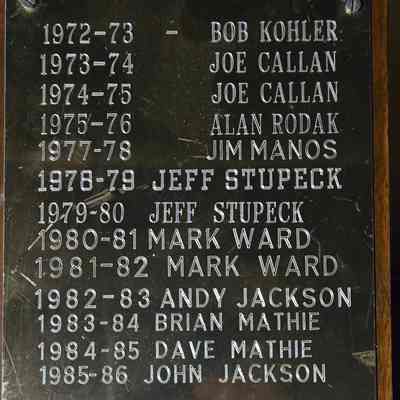 1972-73 - BOB KOHLER
1973-74 JOE CALLAN
1974-75 JOE CALLAN
1975-76 ALAN RODAK
1977-78 JIM MANOS
1978-79 JEFF STUPECK
1979-80 JEFF STUPECK
1980-81 MARK WARD
1981-82 MARK WARD
1982-83 ANDY JACKSON
1983-84 BRIAN MATHIE
1984-85 DAVE MATHIE
1985-86 JOHN JACKSON